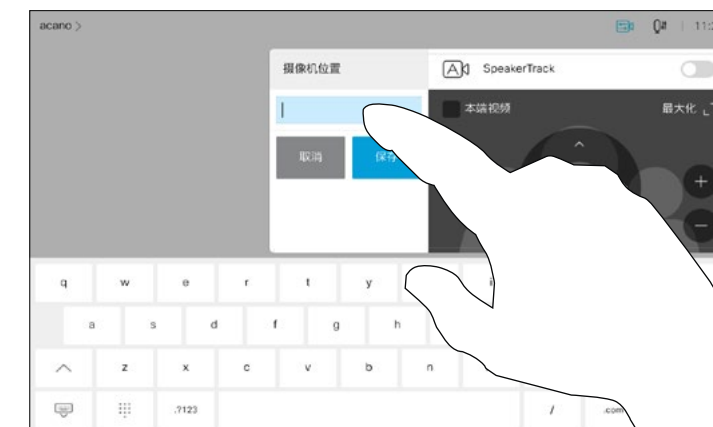 acano >
摄像机位置
SpeakerTrack
本端视频
最大化
取消
保存
q w e r t y
a s d f g h
z x c v b n
.?123 / .com